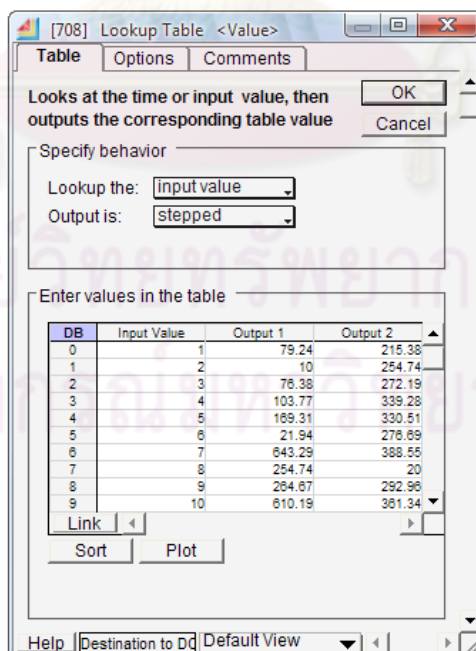 [708] Lookup Table <Value>
Table Options Comments
Looks at the time or input value, then
outputs the corresponding table value
OK
Cancel
Specify behavior
Lookup the: input value
Output is: stepped
Enter values in the table
DB Input Value Output 1 Output 2
0 1 79.24 215.38
1 2 10 254.74
2 3 76.38 272.19
3 4 103.77 339.28
4 5 169.31 330.51
5 6 21.94 276.69
6 7 643.29 388.55
7 8 254.74 20
8 9 264.67 292.96
9 10 610.19 361.34
Link
Sort Plot
Help Destination to DC Default View